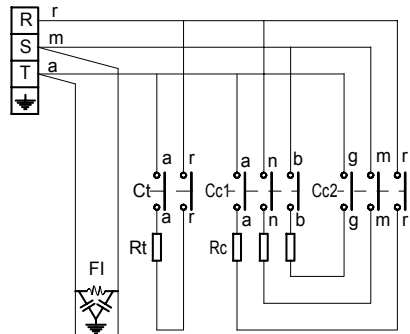 R r
S m
T a
a r a n b g m r
Ct Cc1 Cc2
a r a n b g m r
Rt Rc
FI